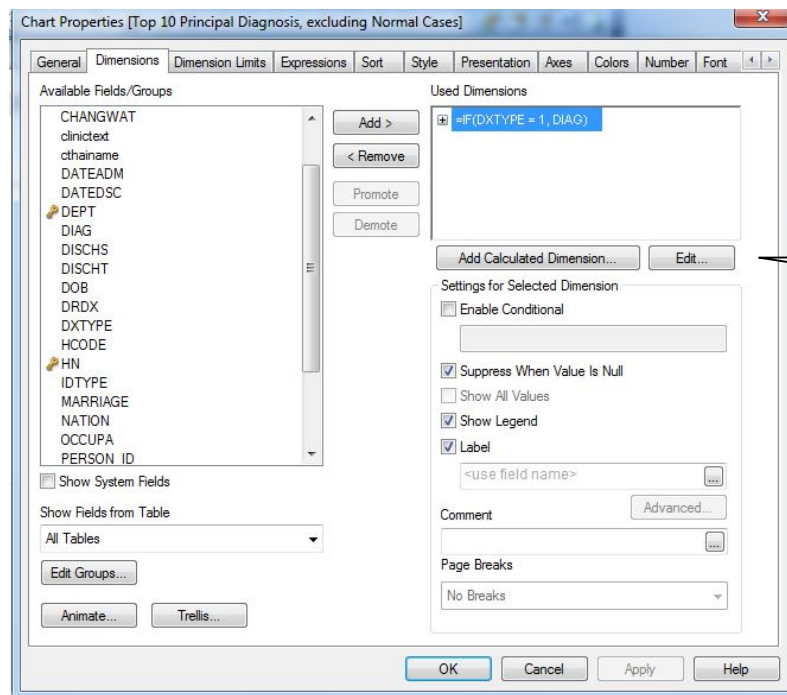 Chart Properties [Top 10 Principal Diagnosis, excluding Normal Cases]
General Dimensions Dimension Limits Expressions Sort Style Presentation Axes Colors Number Font
Available Fields/Groups
CHANGWAT
clinictext
cthainame
DATEADM
DATEDSC
DEPT
DIAG
DISCHS
DISCHT
DOB
DRDX
DXTYPE
HCODE
HN
IDTYPE
MARRIAGE
NATION
OCCUPA
PERSON_ID
Show System Fields
Show Fields from Table
All Tables
Edit Groups...
Animate... Trellis...
Add >
< Remove
Promote
Demote
Used Dimensions
=IF(DXTYPE = 1, DIAG)
Add Calculated Dimension... Edit...
Settings for Selected Dimension
Enable Conditional
Suppress When Value Is Null
Show All Values
Show Legend
Label
<use field name> ...
Advanced...
Comment
...
Page Breaks
No Breaks
OK Cancel Apply Help